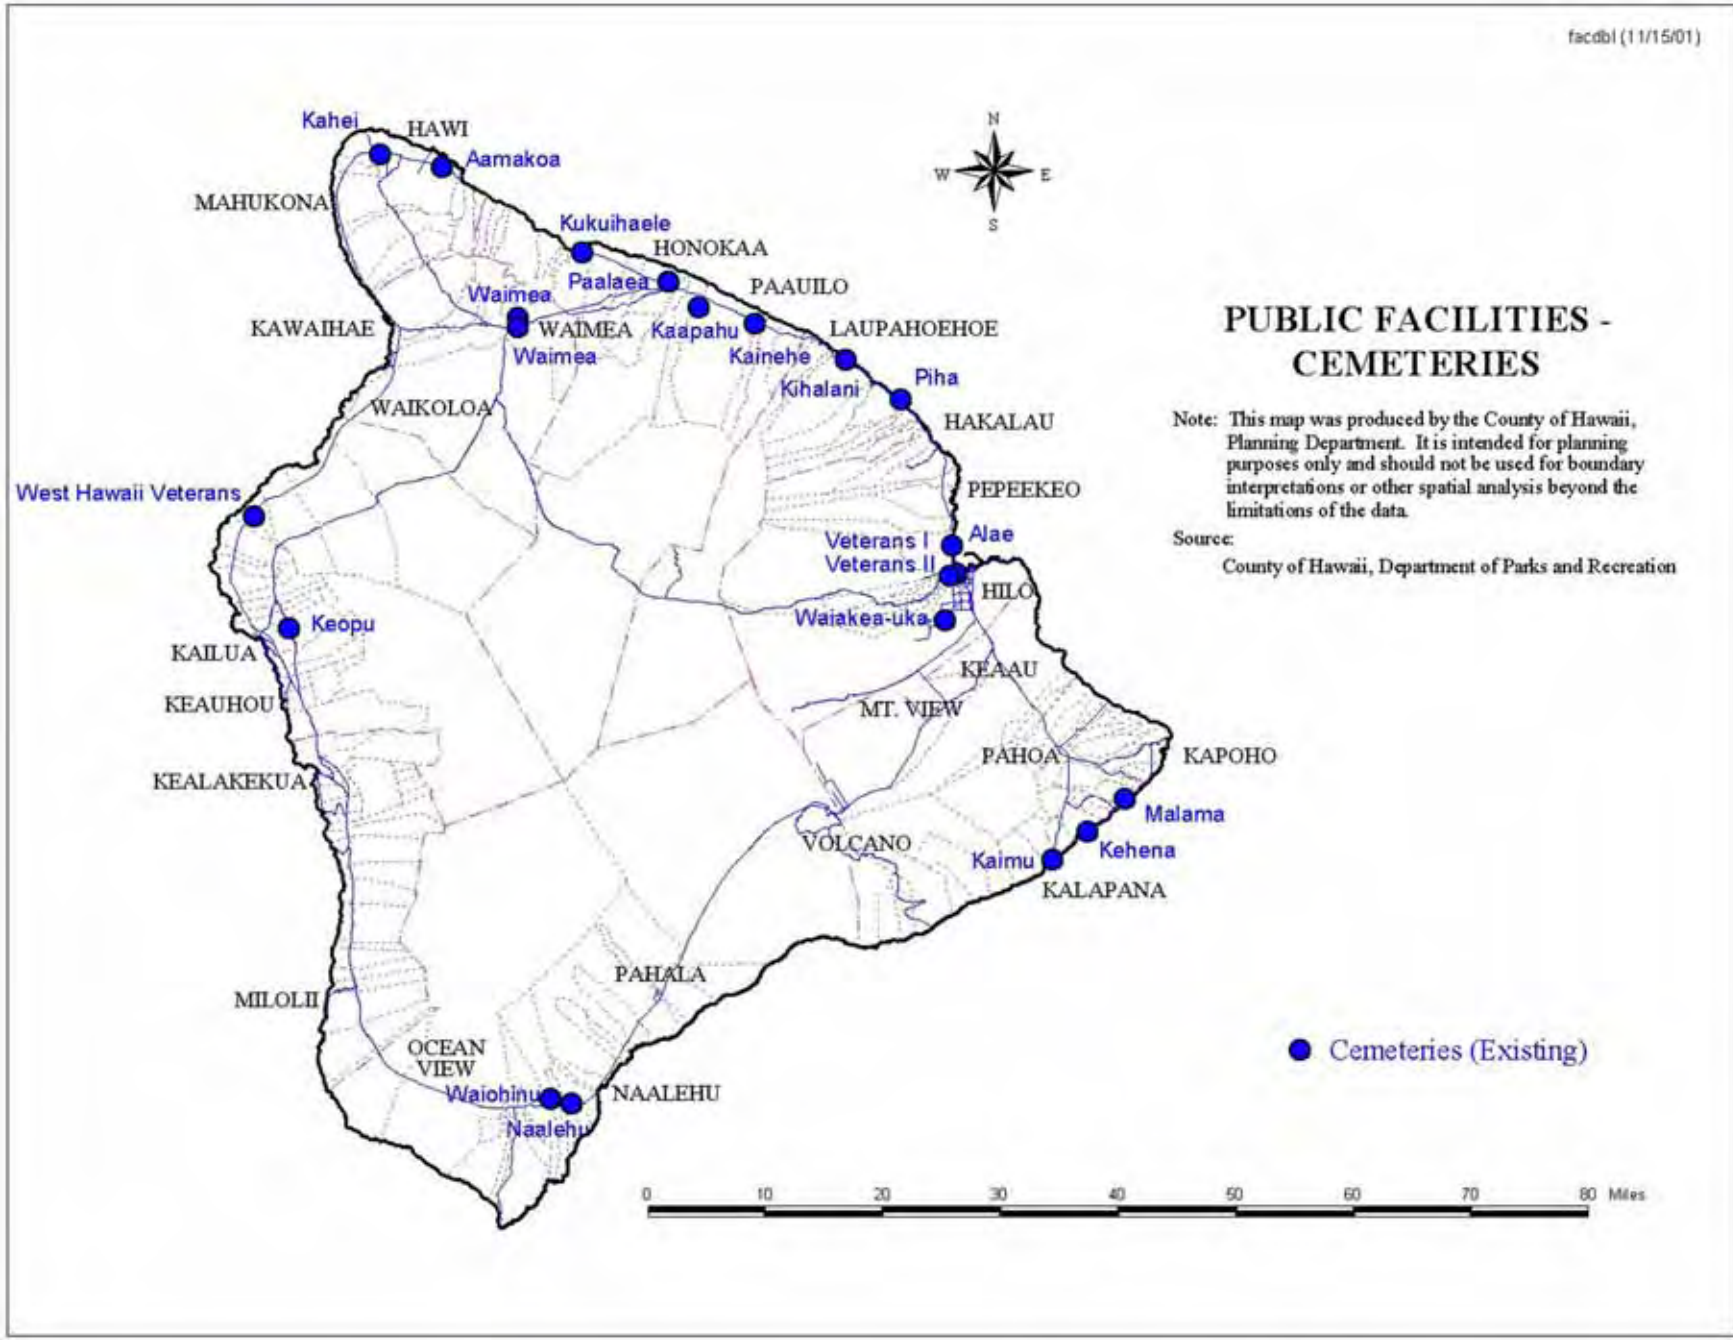 facdbl (11/15/01)
Kahei
HAWI
Aamakoa
N
W
E
S
MAHUKONA
Kukuihaele
HONOKAA
Paalaea
PAAUILO
Waimea
KAWAIHAE
WAIMEA
Kaapahu
LAUPAHOEHOE
Waimea
Kainehe
Kihalani
Piha
WAIKOLOA
HAKALAU
PUBLIC FACILITIES -
CEMETERIES
Note: This map was produced by the County of Hawaii,
Planning Department. It is intended for planning
purposes only and should not be used for boundary
interpretations or other spatial analysis beyond the
limitations of the data.
Source:
County of Hawaii, Department of Parks and Recreation
West Hawaii Veterans
PEPEEKEO
Veterans I
Alae
Veterans II
HILO
Waiakea-uka
Keopu
KAILUA
KEAAU
KEAUHOU
MT. VIEW
PAHOA
KAPOHO
KEALAKEKUA
Malama
VOLCANO
Kehena
Kaimu
KALAPANA
PAHALA
MILOLII
OCEAN
VIEW
Waiohinu
NAALEHU
Naalehu
Cemeteries (Existing)
0 10 20 30 40 50 60 70 80 Miles